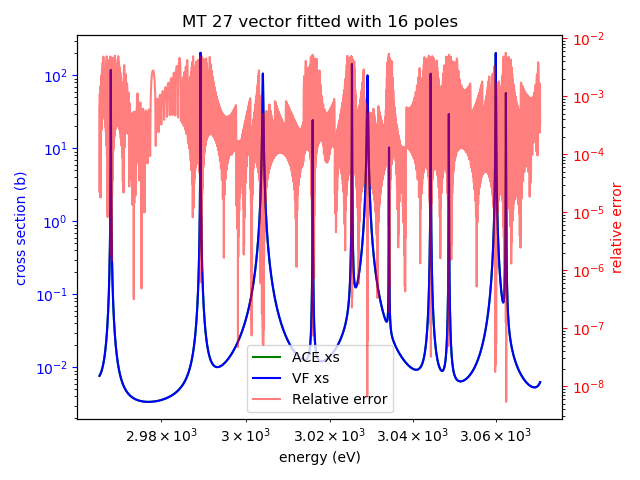 MT 27 vector fitted with 16 poles
10²
10¹
10⁰
10⁻¹
10⁻²
cross section (b)
10⁻²
10⁻³
10⁻⁴
10⁻⁵
10⁻⁶
10⁻⁷
10⁻⁸
relative error
ACE xs
VF xs
Relative error
2.98 × 10³ 3 × 10³ 3.02 × 10³ 3.04 × 10³ 3.06 × 10³
energy (eV)